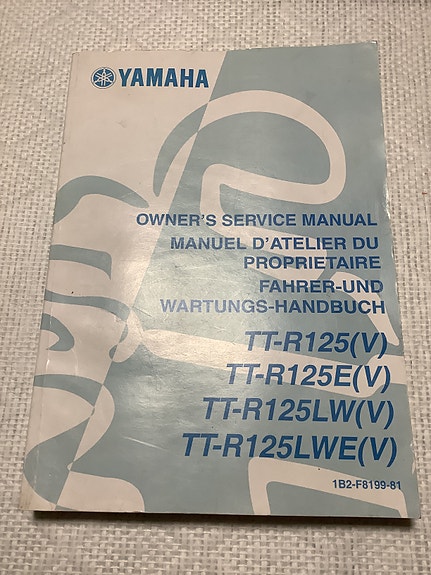 YAMAHA
OWNER'S SERVICE MANUAL
MANUEL D'ATELIER DU
PROPRIETAIRE
FAHRER-UND
WARTUNGS-HANDBUCH
TT-R125(V)
TT-R125E(V)
TT-R125LW(V)
TT-R125LWE(V)
1B2-F8199-81